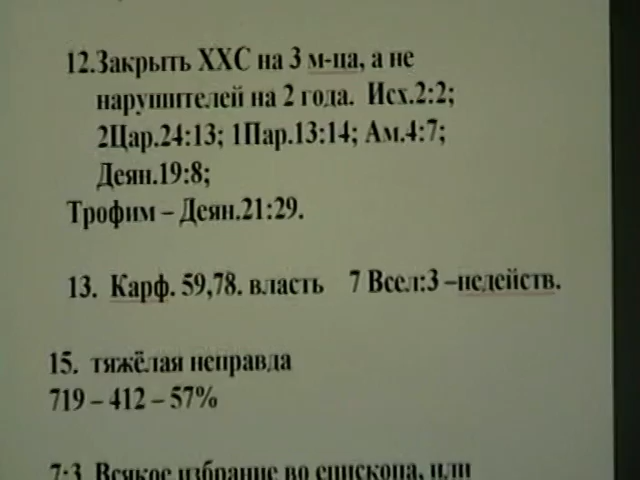 12.Закрыть ХХС на 3 м-ца, а не
нарушителей на 2 года. Исх.2:2;
2Цар.24:13; 1Пар.13:14; Ам.4:7;
Деян.19:8;
Трофим – Деян.21:29.
13. Карф. 59,78. власть 7 Всел:3 –недейств.
15. тяжёлая неправда
719 – 412 – 57%
7:3 Всякое избрание во епископа, или